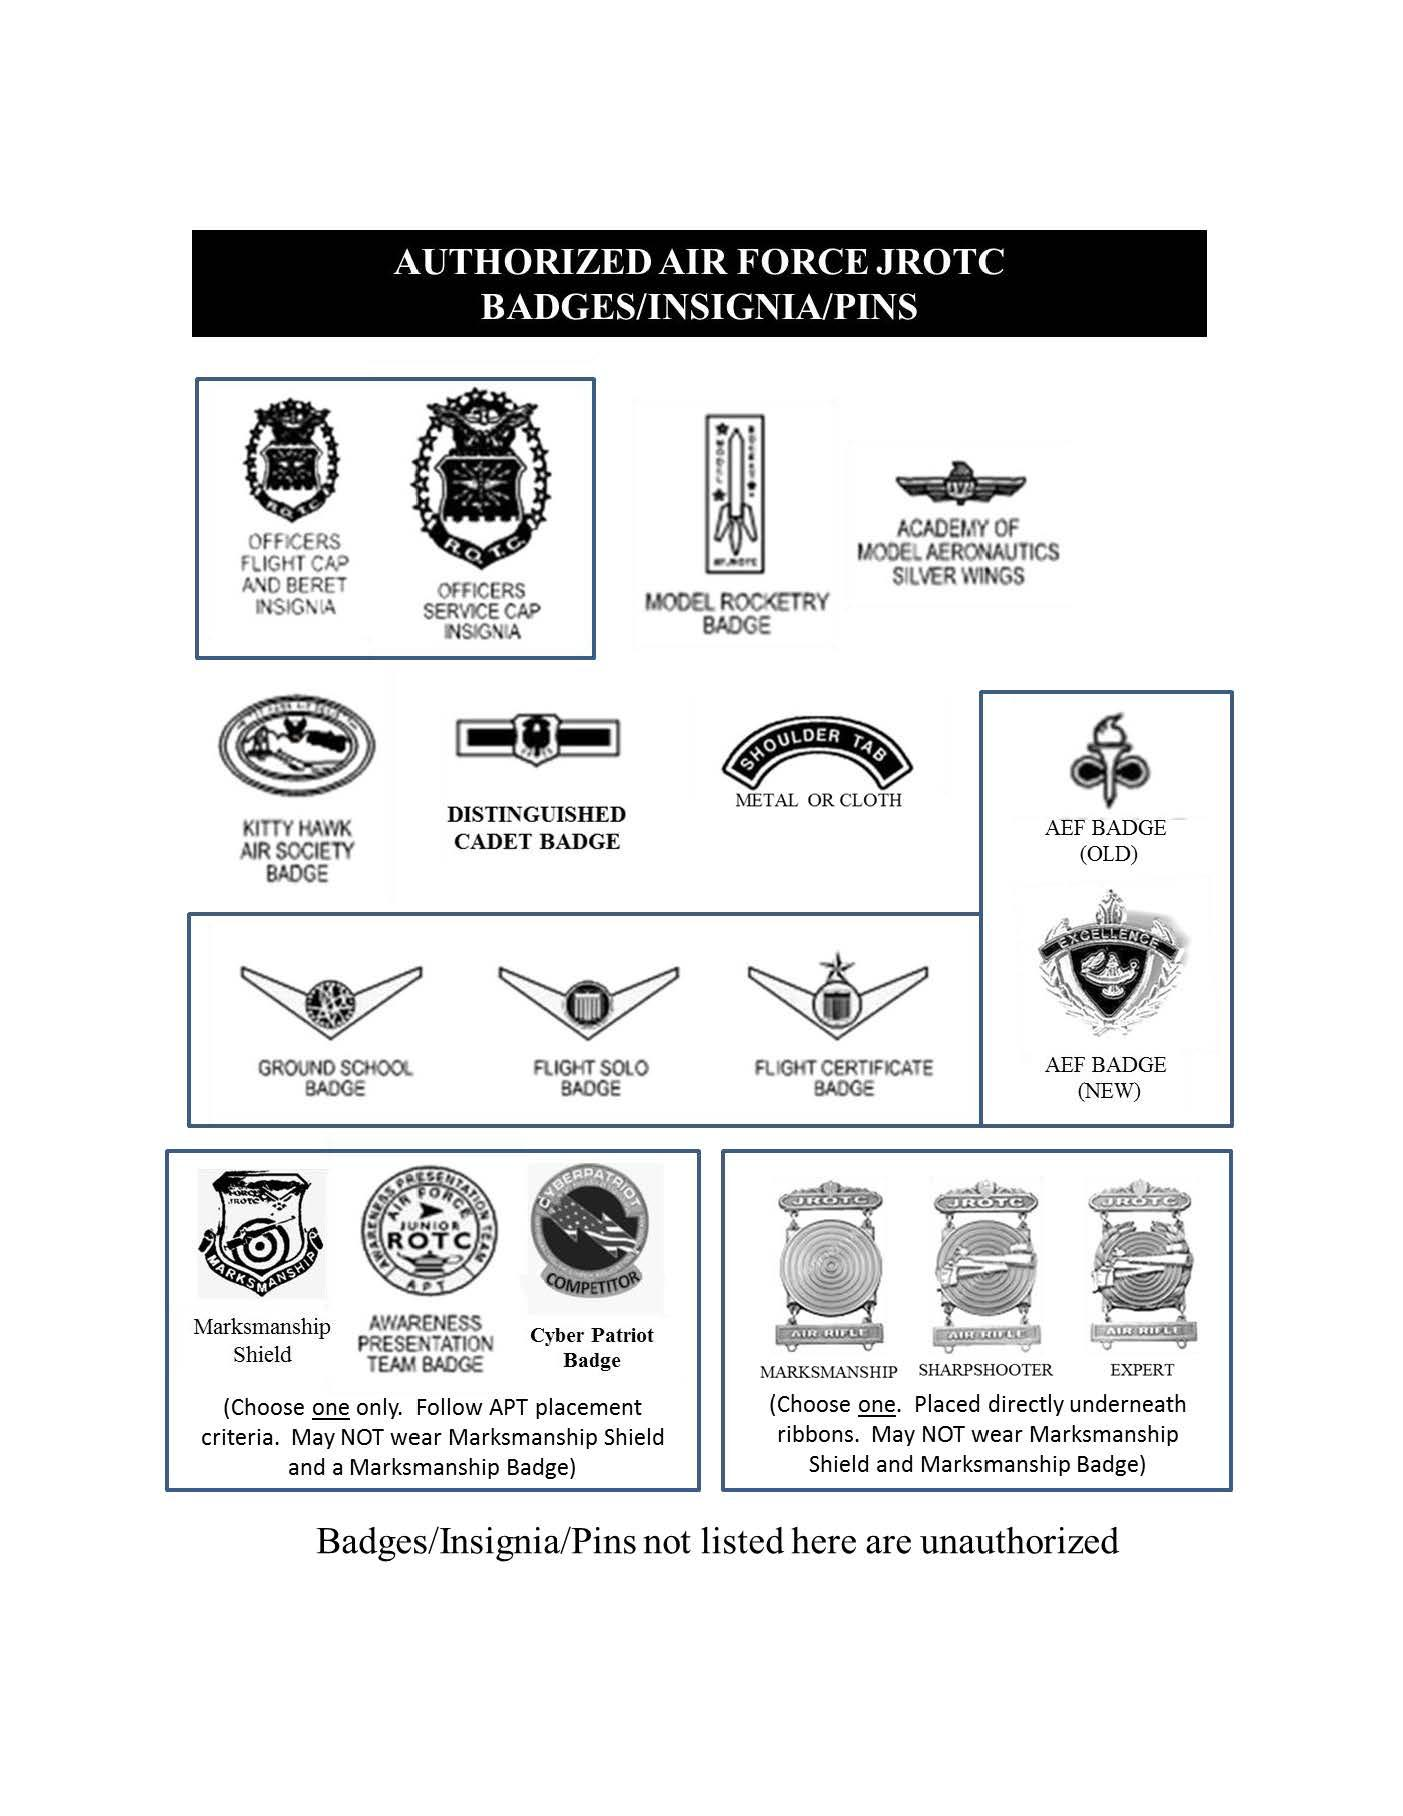 AUTHORIZED AIR FORCE JROTC
BADGES/INSIGNIA/PINS
R.O.T.C.
OFFICERS
FLIGHT CAP
AND BERET
INSIGNIA
R.O.T.C.
OFFICERS
SERVICE CAP
INSIGNIA
MODEL
ROCKETRY
AFJROTC
MODEL ROCKETRY
BADGE
AMA
ACADEMY OF
MODEL AERONAUTICS
SILVER WINGS
KITTY HAWK
AIR SOCIETY
BADGE
DISTINGUISHED
CADET BADGE
SHOULDER TAB
METAL OR CLOTH
AEF BADGE
(OLD)
EXCELLENCE
AEF BADGE
(NEW)
GROUND SCHOOL
BADGE
FLIGHT SOLO
BADGE
FLIGHT CERTIFICATE
BADGE
FORCE
JROTC
MARKSMANSHIP
Marksmanship
Shield
AWARENESS PRESENTATION TEAM
AIR FORCE
JUNIOR
ROTC
APT
AWARENESS
PRESENTATION
TEAM BADGE
CYBERPATRIOT
COMPETITOR
Cyber Patriot
Badge
(Choose one only. Follow APT placement
criteria. May NOT wear Marksmanship Shield
and a Marksmanship Badge)
JROTC
AIR RIFLE
MARKSMANSHIP
JROTC
AIR RIFLE
SHARPSHOOTER
JROTC
AIR RIFLE
EXPERT
(Choose one. Placed directly underneath
ribbons. May NOT wear Marksmanship
Shield and Marksmanship Badge)
Badges/Insignia/Pins not listed here are unauthorized